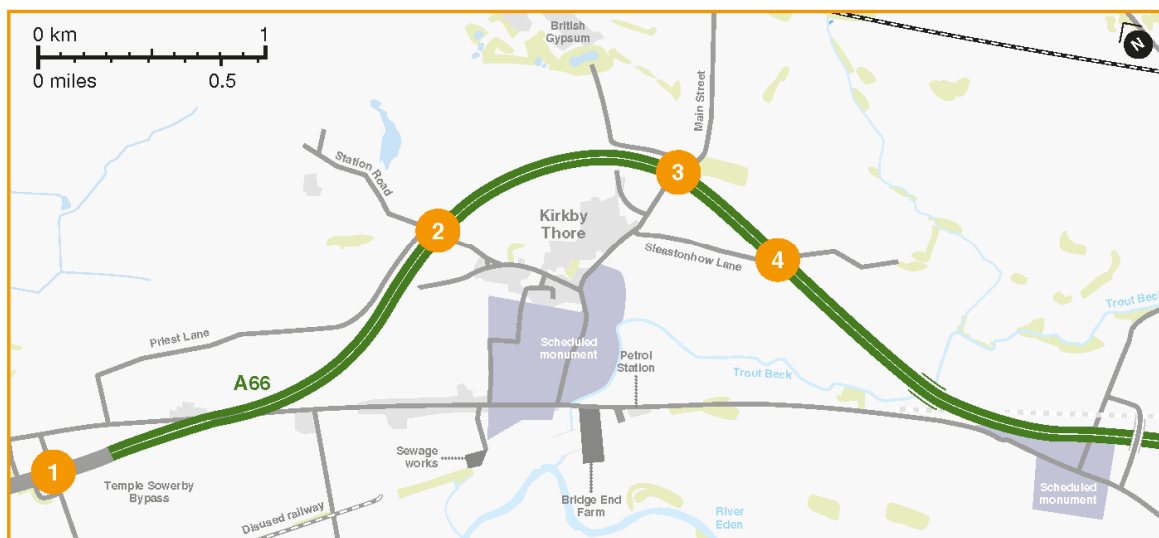 0 km 1
0 miles 0.5
British
Gypsum
N
Main Street
Station Road
3
2
Kirkby
Thore
Sleastonhow Lane
4
Priest Lane
Trout Beck
Scheduled
monument
Petrol
Station
Trout Beck
A66
1
Temple Sowerby
Bypass
Sewage
works
Disused railway
Bridge End
Farm
River
Eden
Scheduled
monument